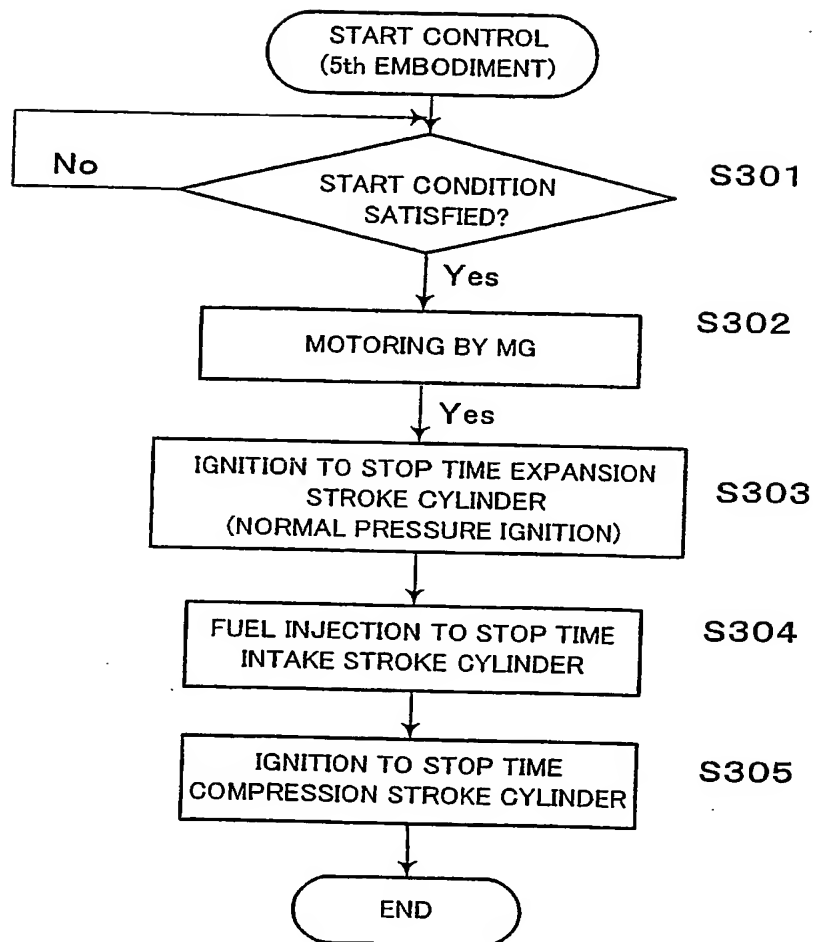 START CONTROL
(5th EMBODIMENT)
No
START CONDITION
SATISFIED?
S301
Yes
MOTORING BY MG
S302
Yes
IGNITION TO STOP TIME EXPANSION
STROKE CYLINDER
(NORMAL PRESSURE IGNITION)
S303
FUEL INJECTION TO STOP TIME
INTAKE STROKE CYLINDER
S304
IGNITION TO STOP TIME
COMPRESSION STROKE CYLINDER
S305
END